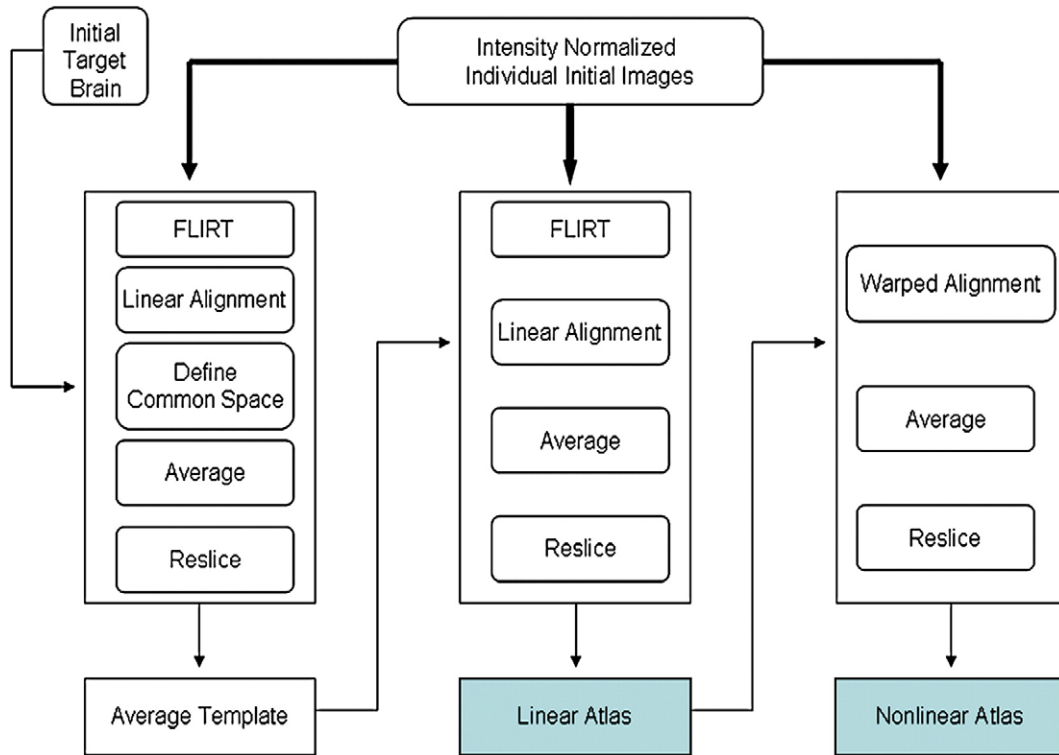 Initial
Target
Brain
Intensity Normalized
Individual Initial Images
FLIRT
Linear Alignment
Define
Common Space
Average
Reslice
Average Template
FLIRT
Linear Alignment
Average
Reslice
Linear Atlas
Warped Alignment
Average
Reslice
Nonlinear Atlas